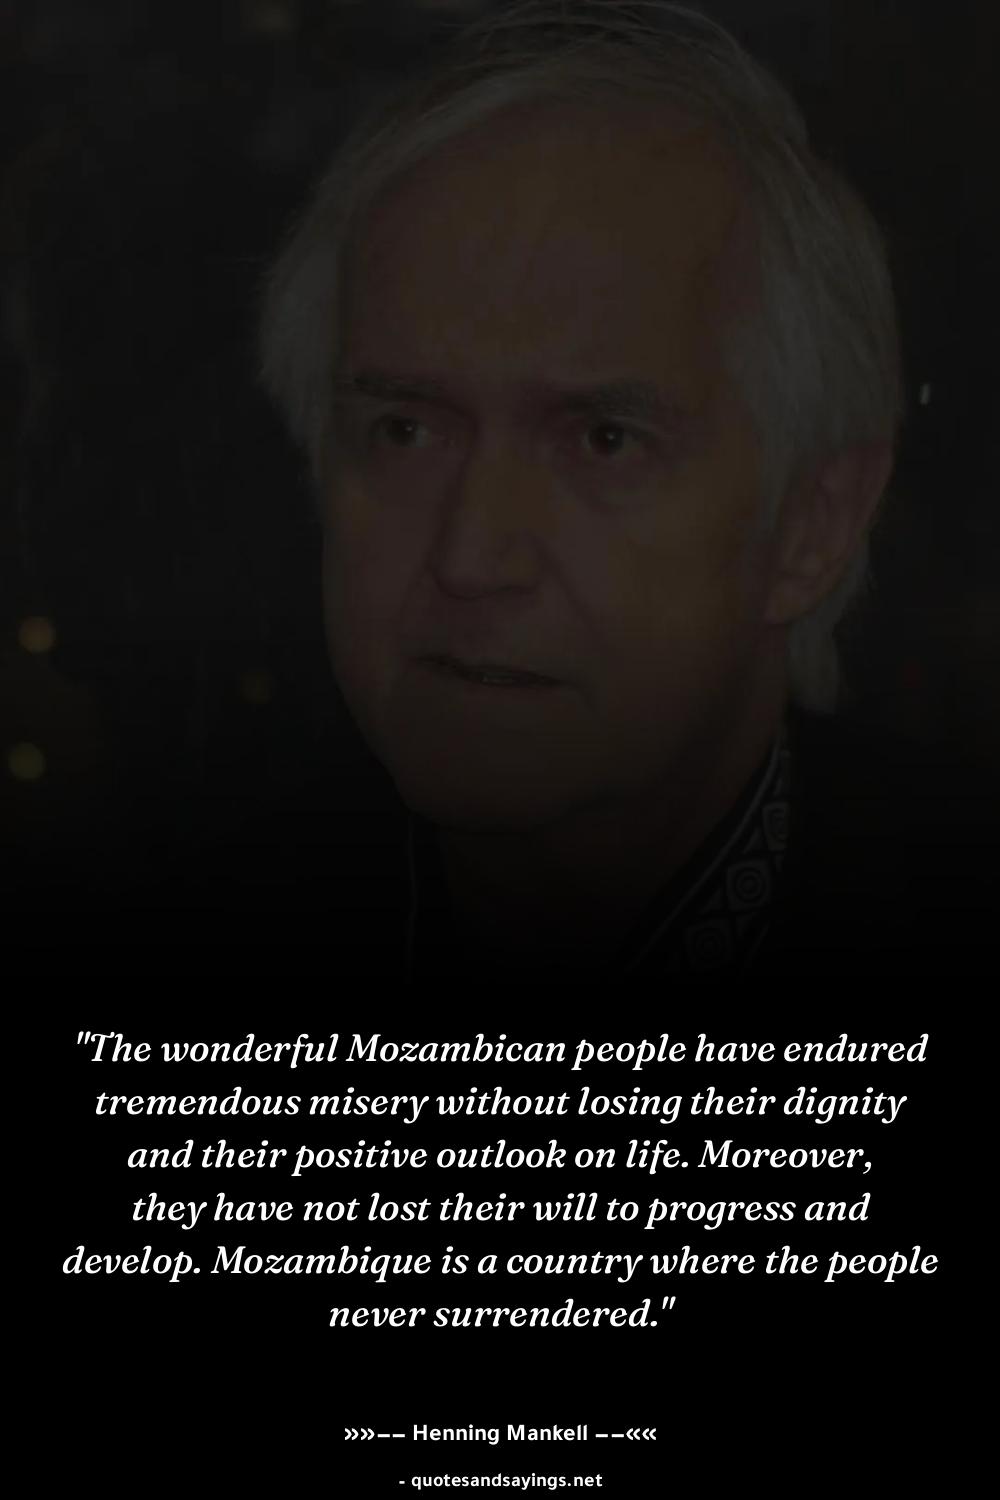 "The wonderful Mozambican people have endured
tremendous misery without losing their dignity
and their positive outlook on life. Moreover,
they have not lost their will to progress and
develop. Mozambique is a country where the people
never surrendered."
»»−− Henning Mankell −−««
- quotesandsayings.net